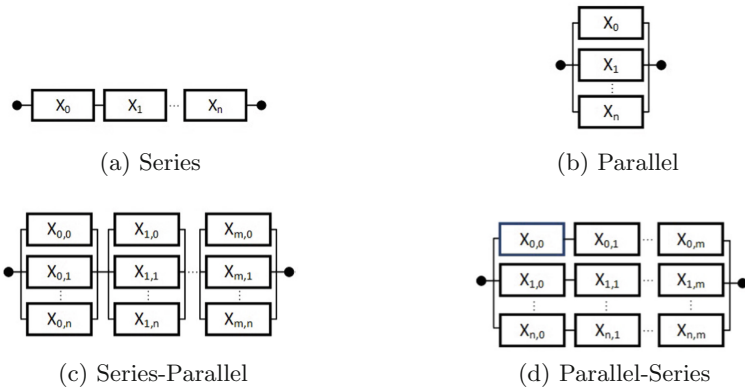 X0 X1 ... Xn
(a) Series
X0
X1
⋮
Xn
(b) Parallel
X0,0 X1,0 Xm,0
X0,1 X1,1 ... Xm,1
⋮ ⋮ ⋮
X0,n X1,n Xm,n
(c) Series-Parallel
X0,0 X0,1 ... X0,m
X1,0 X1,1 ... X1,m
⋮ ⋮ ⋮
Xn,0 Xn,1 ... Xn,m
(d) Parallel-Series